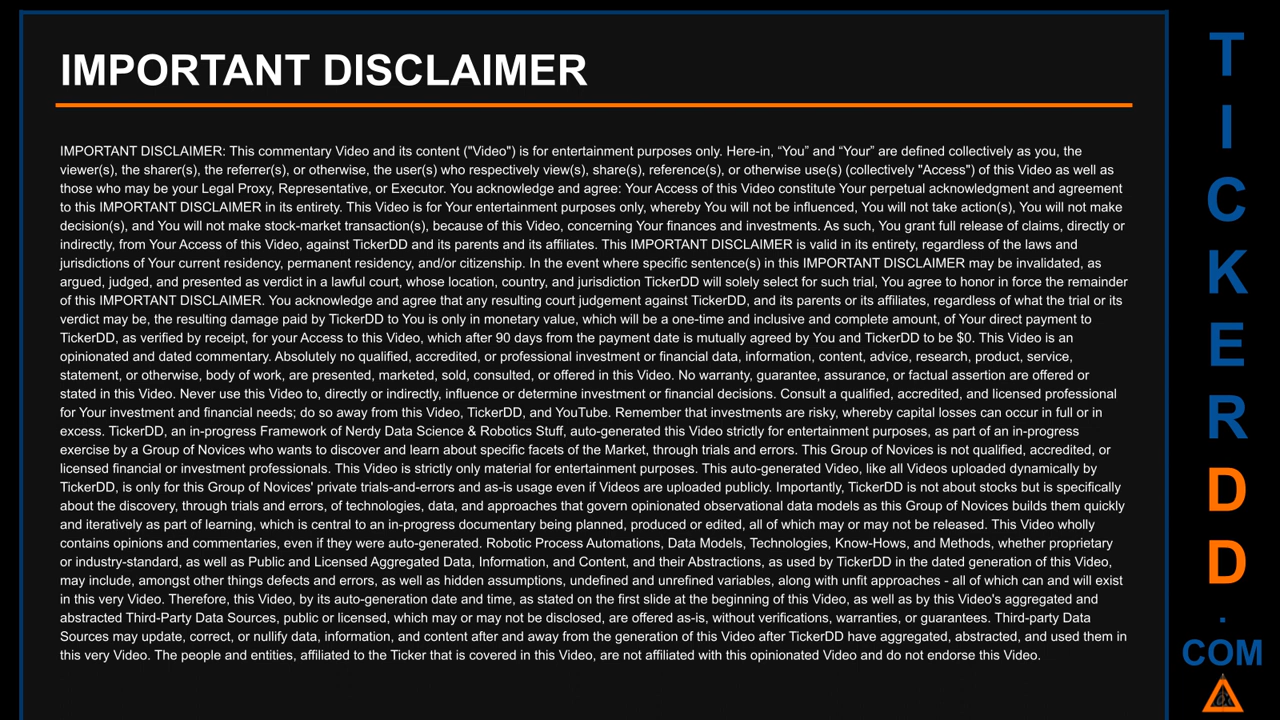 IMPORTANT DISCLAIMER
IMPORTANT DISCLAIMER: This commentary Video and its content ("Video") is for entertainment purposes only. Here-in, “You” and “Your” are defined collectively as you, the
viewer(s), the sharer(s), the referrer(s), or otherwise, the user(s) who respectively view(s), share(s), reference(s), or otherwise use(s) (collectively "Access") of this Video as well as
those who may be your Legal Proxy, Representative, or Executor. You acknowledge and agree: Your Access of this Video constitute Your perpetual acknowledgment and agreement
to this IMPORTANT DISCLAIMER in its entirety. This Video is for Your entertainment purposes only, whereby You will not be influenced, You will not take action(s), You will not make
decision(s), and You will not make stock-market transaction(s), because of this Video, concerning Your finances and investments. As such, You grant full release of claims, directly or
indirectly, from Your Access of this Video, against TickerDD and its parents and its affiliates. This IMPORTANT DISCLAIMER is valid in its entirety, regardless of the laws and
jurisdictions of Your current residency, permanent residency, and/or citizenship. In the event where specific sentence(s) in this IMPORTANT DISCLAIMER may be invalidated, as
argued, judged, and presented as verdict in a lawful court, whose location, country, and jurisdiction TickerDD will solely select for such trial, You agree to honor in force the remainder
of this IMPORTANT DISCLAIMER. You acknowledge and agree that any resulting court judgement against TickerDD, and its parents or its affiliates, regardless of what the trial or its
verdict may be, the resulting damage paid by TickerDD to You is only in monetary value, which will be a one-time and inclusive and complete amount, of Your direct payment to
TickerDD, as verified by receipt, for your Access to this Video, which after 90 days from the payment date is mutually agreed by You and TickerDD to be $0. This Video is an
opinionated and dated commentary. Absolutely no qualified, accredited, or professional investment or financial data, information, content, advice, research, product, service,
statement, or otherwise, body of work, are presented, marketed, sold, consulted, or offered in this Video. No warranty, guarantee, assurance, or factual assertion are offered or
stated in this Video. Never use this Video to, directly or indirectly, influence or determine investment or financial decisions. Consult a qualified, accredited, and licensed professional
for Your investment and financial needs; do so away from this Video, TickerDD, and YouTube. Remember that investments are risky, whereby capital losses can occur in full or in
excess. TickerDD, an in-progress Framework of Nerdy Data Science & Robotics Stuff, auto-generated this Video strictly for entertainment purposes, as part of an in-progress
exercise by a Group of Novices who wants to discover and learn about specific facets of the Market, through trials and errors. This Group of Novices is not qualified, accredited, or
licensed financial or investment professionals. This Video is strictly only material for entertainment purposes. This auto-generated Video, like all Videos uploaded dynamically by
TickerDD, is only for this Group of Novices' private trials-and-errors and as-is usage even if Videos are uploaded publicly. Importantly, TickerDD is not about stocks but is specifically
about the discovery, through trials and errors, of technologies, data, and approaches that govern opinionated observational data models as this Group of Novices builds them quickly
and iteratively as part of learning, which is central to an in-progress documentary being planned, produced or edited, all of which may or may not be released. This Video wholly
contains opinions and commentaries, even if they were auto-generated. Robotic Process Automations, Data Models, Technologies, Know-Hows, and Methods, whether proprietary
or industry-standard, as well as Public and Licensed Aggregated Data, Information, and Content, and their Abstractions, as used by TickerDD in the dated generation of this Video,
may include, amongst other things defects and errors, as well as hidden assumptions, undefined and unrefined variables, along with unfit approaches - all of which can and will exist
in this very Video. Therefore, this Video, by its auto-generation date and time, as stated on the first slide at the beginning of this Video, as well as by this Video's aggregated and
abstracted Third-Party Data Sources, public or licensed, which may or may not be disclosed, are offered as-is, without verifications, warranties, or guarantees. Third-party Data
Sources may update, correct, or nullify data, information, and content after and away from the generation of this Video after TickerDD have aggregated, abstracted, and used them in
this very Video. The people and entities, affiliated to the Ticker that is covered in this Video, are not affiliated with this opinionated Video and do not endorse this Video.
T
I
C
K
E
R
D
D
.
COM